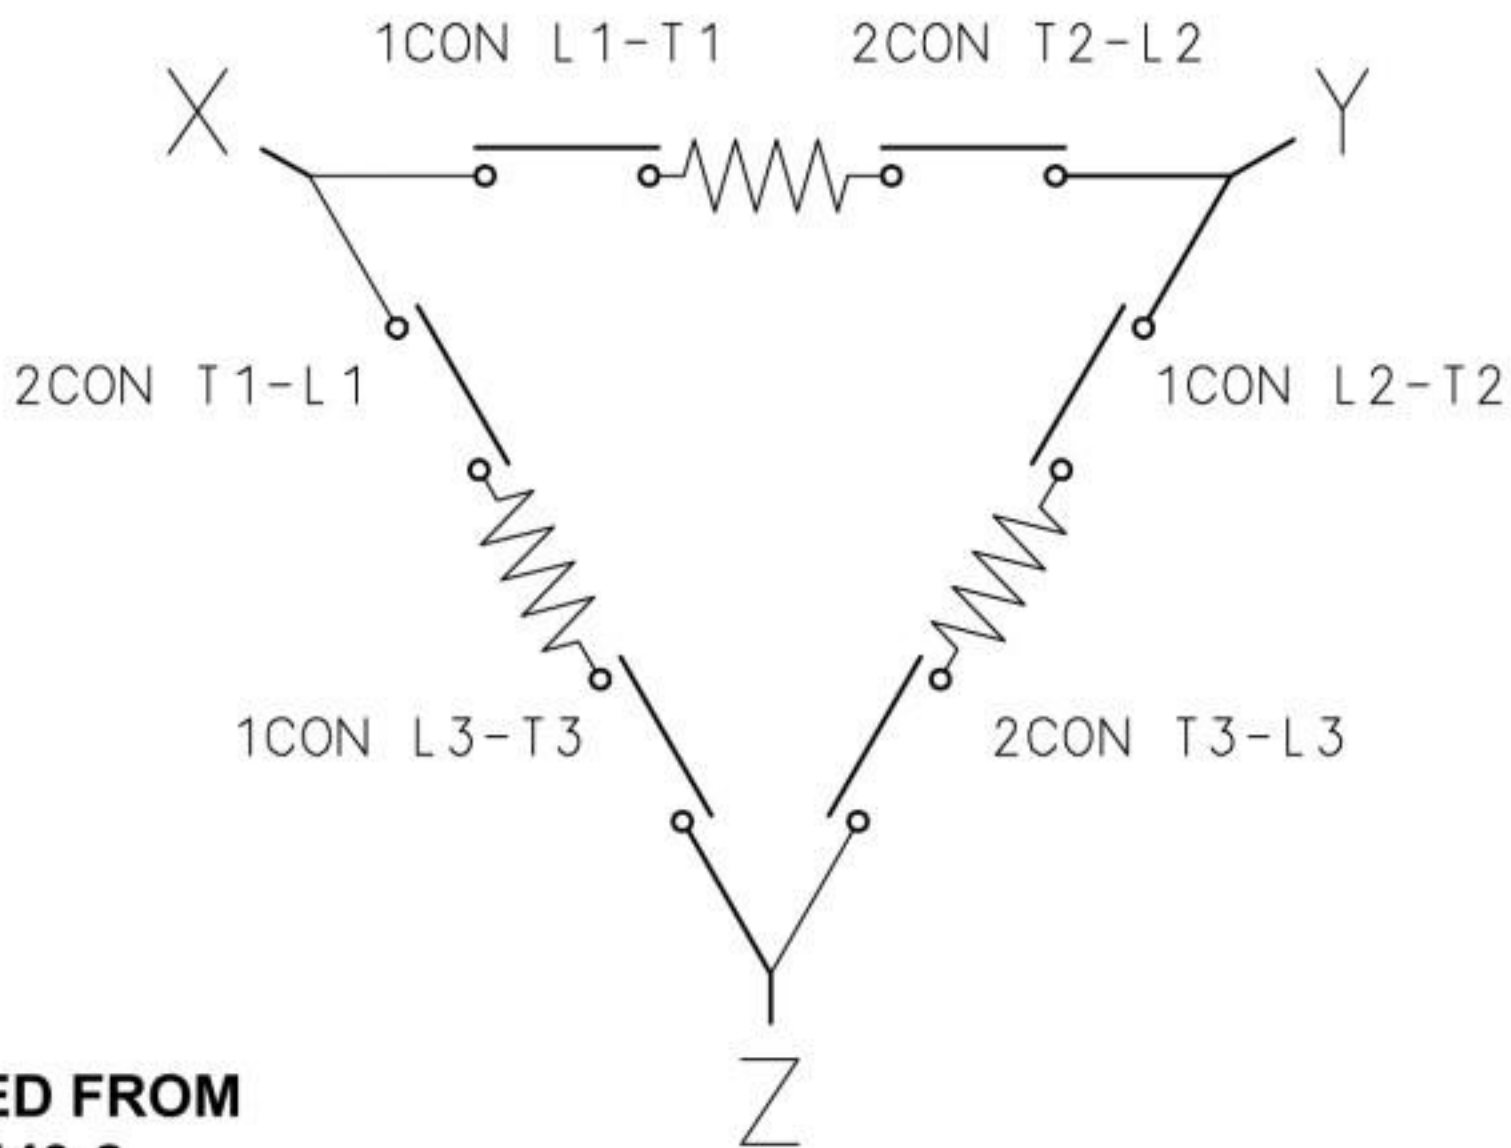 1CON L1-T1 2CON T2-L2
X Y
2CON T1-L1 1CON L2-T2
1CON L3-T3 2CON T3-L3
Z
ED FROM